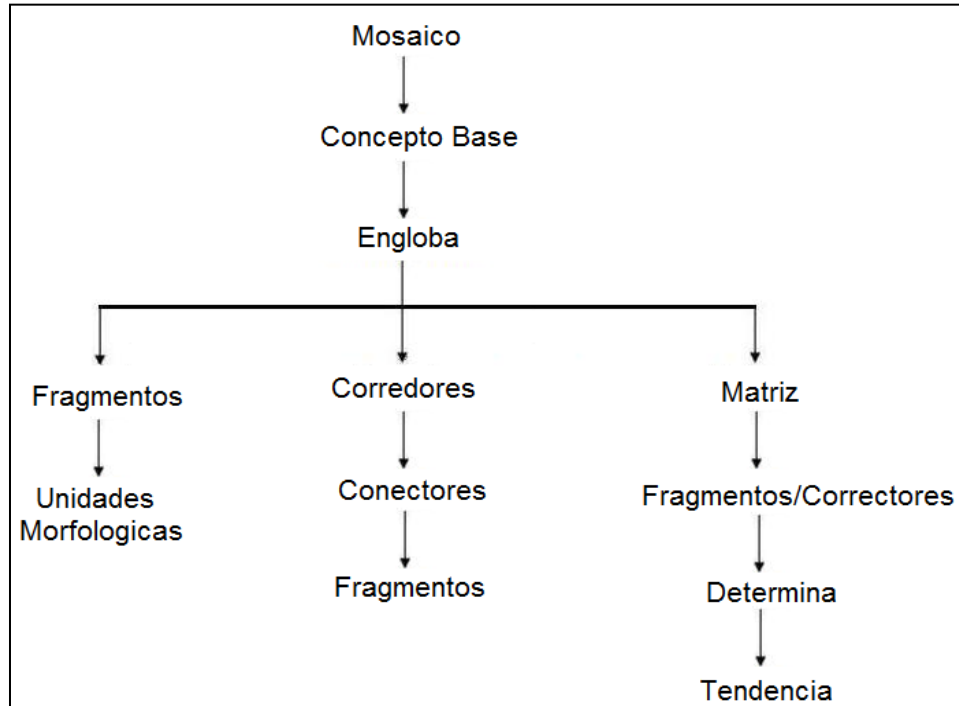 Mosaico
Concepto Base
Engloba
Fragmentos
Corredores
Matriz
Unidades
Morfologicas
Conectores
Fragmentos/Correctores
Fragmentos
Determina
Tendencia